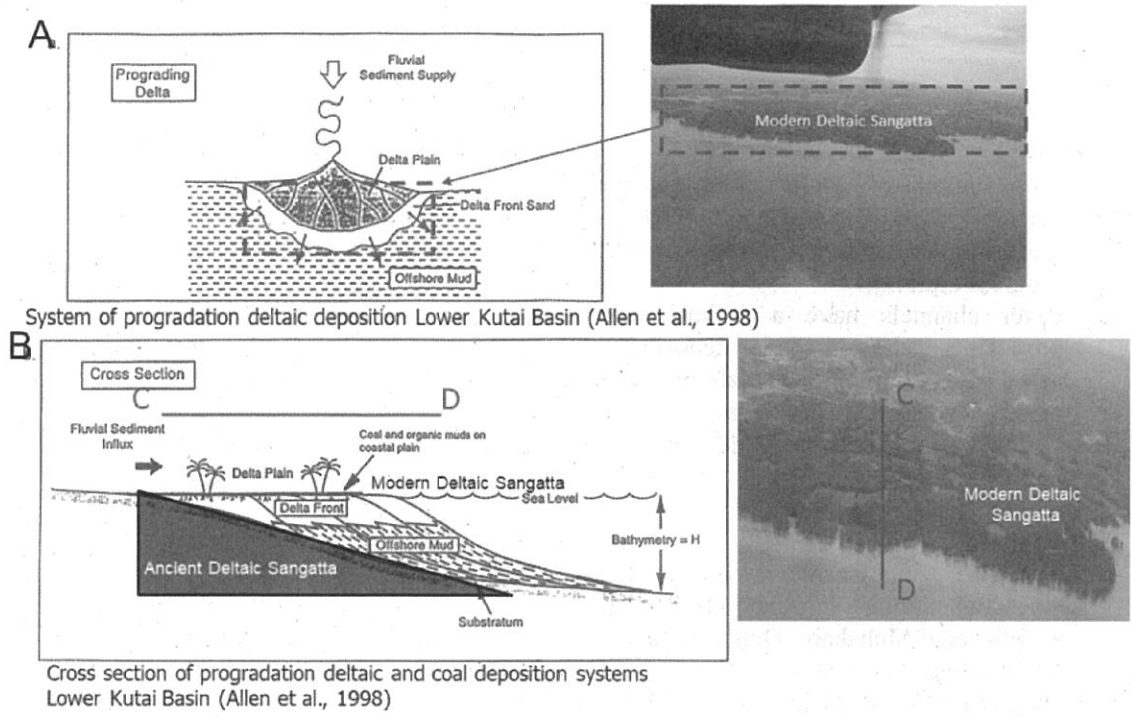 A
a.
Prograding
Delta
Fluvial
Sediment Supply
Delta Plain
Delta Front Sand
Offshore Mud
Modern Deltaic Sangatta
System of progradation deltaic deposition Lower Kutai Basin (Allen et al., 1998)
channels have a
B
Cross Section
C
D
Fluvial Sediment
Influx
Coal and organic muds on
coastal plain
Delta Plain
Modern Deltaic Sangatta
Sea Level
Delta Front
Offshore Mud
Bathymetry = H
Ancient Deltaic Sangatta
Substratum
C
Modern Deltaic
Sangatta
D
Cross section of progradation deltaic and coal deposition systems
Lower Kutai Basin (Allen et al., 1998)